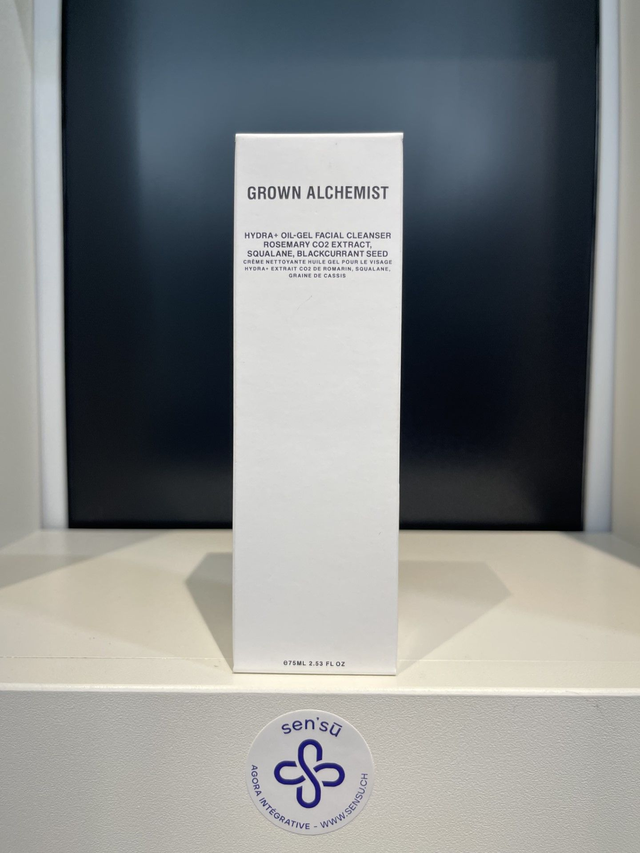 GROWN ALCHEMIST
HYDRA+ OIL-GEL FACIAL CLEANSER
ROSEMARY CO2 EXTRACT,
SQUALANE, BLACKCURRANT SEED
CRÈME NETTOYANTE HUILE GEL POUR LE VISAGE
HYDRA+ EXTRAIT CO2 DE ROMARIN, SQUALANE,
GRAINE DE CASSIS
℮75ML 2.53 FL OZ
sen'sū
AGORA INTÉGRATIVE - WWW.SENSU.CH